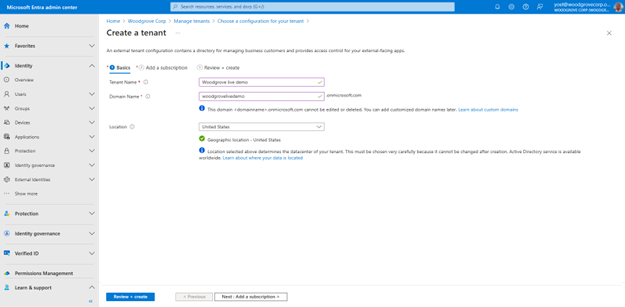 Microsoft Entra admin center
Search resources, services, and docs (G+/)
yoel@woodgrovecorp.o...
WOODGROVE CORP (WOODGR...
Home
Favorites
Identity
Overview
Users
Groups
Devices
Applications
Protection
Identity governance
External Identities
Show more
Protection
Identity governance
Verified ID
Permissions Management
Learn & support
Home > Woodgrove Corp > Manage tenants > Choose a configuration for your tenant >
Create a tenant
An external tenant configuration contains a directory for managing business customers and provides access control for your external-facing apps.
* Basics * Add a subscription Review + create
Tenant Name * Woodgrove live demo
Domain Name * woodgrovelivedemo .onmicrosoft.com
This domain <domainname>.onmicrosoft.com cannot be edited or deleted. You can add customized domain names later. Learn about custom domains
Location United States
Geographic location - United States
Location selected above determines the datacenter of your tenant. This must be chosen very carefully because it cannot be changed after creation. Active Directory service is available
worldwide. Learn about where your data is located
Review + create < Previous Next : Add a subscription >